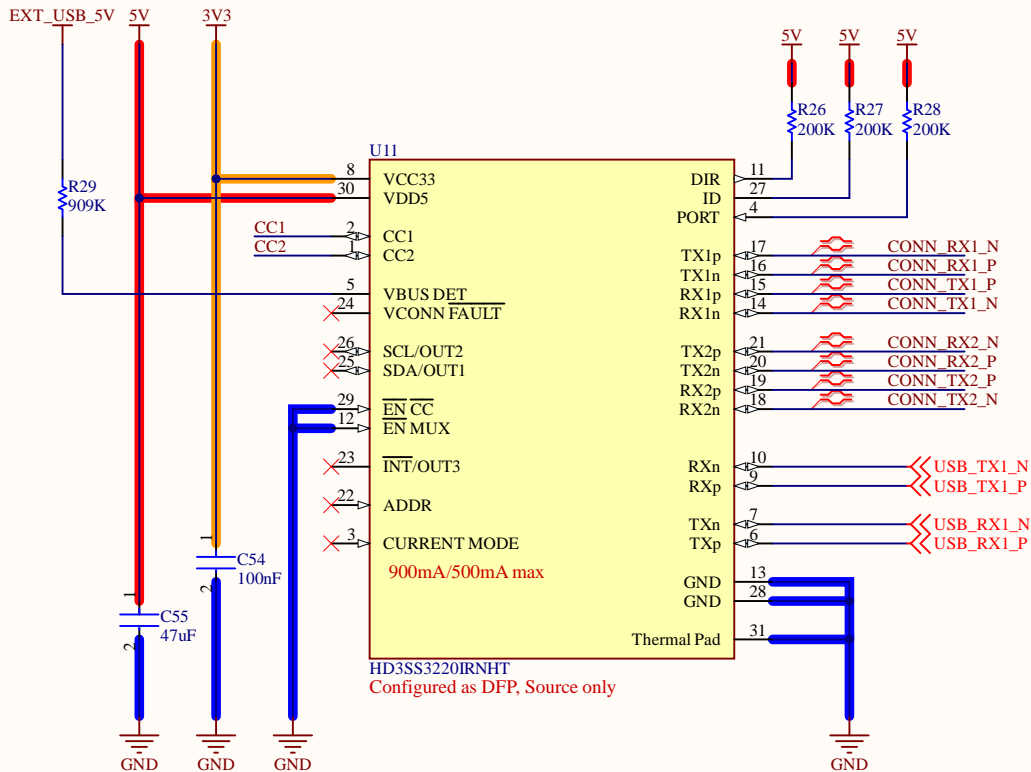 EXT_USB_5V
5V
3V3
5V
5V
5V
R26
200K
R27
200K
R28
200K
R29
909K
U11
8
VCC33
30
VDD5
CC1
2
CC1
CC2
1
CC2
5
VBUS DET
24
VCONN FAULT
26
SCL/OUT2
25
SDA/OUT1
29
EN CC
12
EN MUX
23
INT/OUT3
22
ADDR
3
CURRENT MODE
900mA/500mA max
DIR
11
ID
27
PORT
4
TX1p
17
CONN_RX1_N
TX1n
16
CONN_RX1_P
RX1p
15
CONN_TX1_P
RX1n
14
CONN_TX1_N
TX2p
21
CONN_RX2_N
TX2n
20
CONN_RX2_P
RX2p
19
CONN_TX2_P
RX2n
18
CONN_TX2_N
RXn
10
USB_TX1_N
RXp
9
USB_TX1_P
TXn
7
USB_RX1_N
TXp
6
USB_RX1_P
GND
13
GND
28
Thermal Pad
31
1
C54
100nF
2
1
C55
47uF
2
HD3SS3220IRNHT
Configured as DFP, Source only
GND
GND
GND
GND